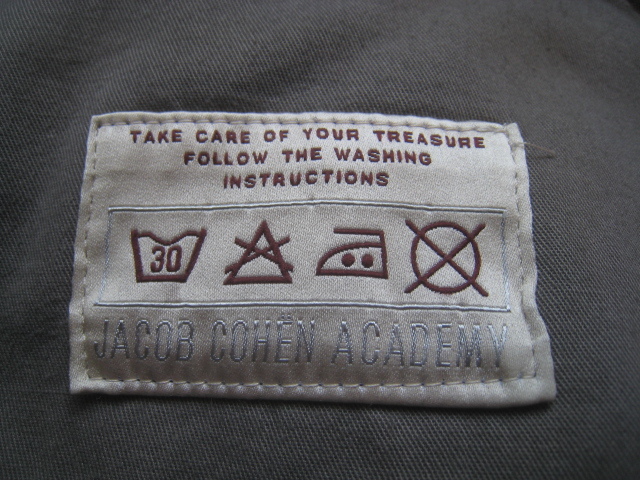 TAKE CARE OF YOUR TREASURE
FOLLOW THE WASHING
INSTRUCTIONS
30
JACOB COHËN ACADEMY